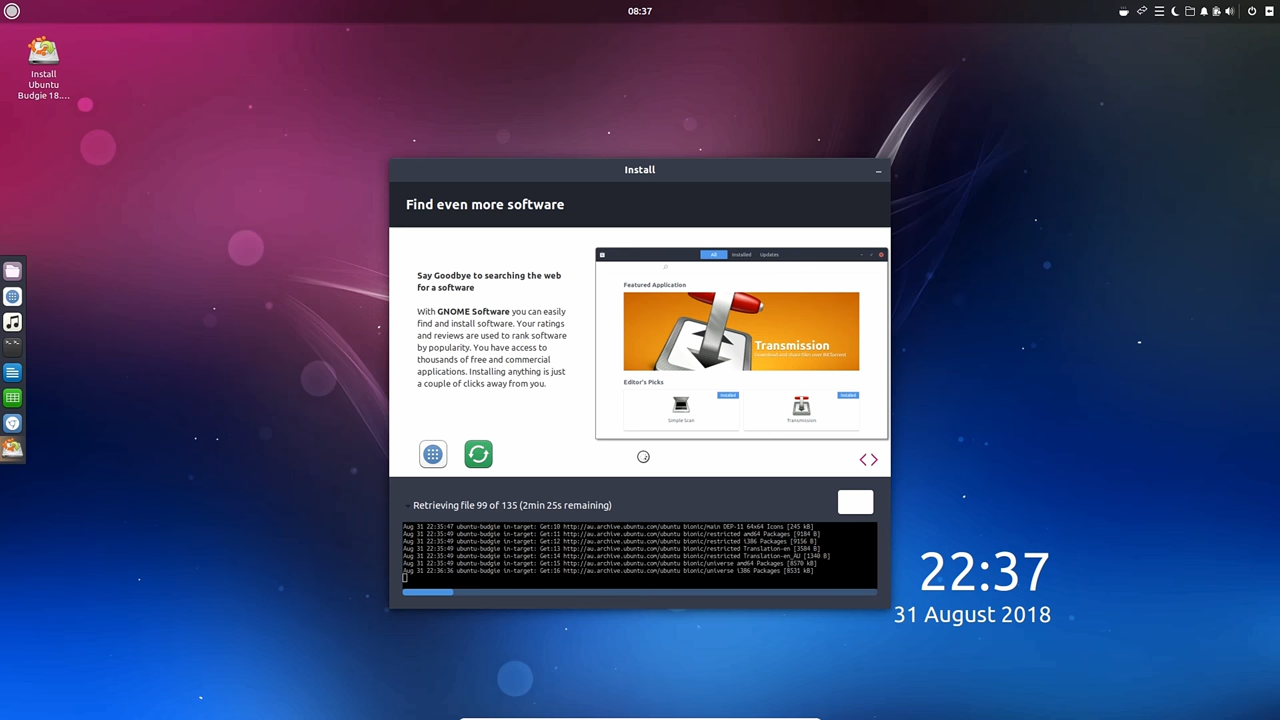 08:37
Install
Ubuntu
Budgie 18....
Install
Find even more software
Say Goodbye to searching the web
for a software
With GNOME Software you can easily
find and install software. Your ratings
and reviews are used to rank software
by popularity. You have access to
thousands of free and commercial
applications. Installing anything is just
a couple of clicks away from you.
All Installed Updates
Featured Application
Transmission
Download and share files over BitTorrent
Editor's Picks
Installed
Simple Scan
Installed
Transmission
Retrieving file 99 of 135 (2min 25s remaining)
Aug 31 22:35:47 ubuntu-budgie in-target: Get:10 http://au.archive.ubuntu.com/ubuntu bionic/main DEP-11 64x64 Icons [245 kB]
Aug 31 22:35:49 ubuntu-budgie in-target: Get:11 http://au.archive.ubuntu.com/ubuntu bionic/restricted amd64 Packages [9184 B]
Aug 31 22:35:49 ubuntu-budgie in-target: Get:12 http://au.archive.ubuntu.com/ubuntu bionic/restricted i386 Packages [9156 B]
Aug 31 22:35:49 ubuntu-budgie in-target: Get:13 http://au.archive.ubuntu.com/ubuntu bionic/restricted Translation-en [3584 B]
Aug 31 22:35:49 ubuntu-budgie in-target: Get:14 http://au.archive.ubuntu.com/ubuntu bionic/restricted Translation-en_AU [1340 B]
Aug 31 22:35:49 ubuntu-budgie in-target: Get:15 http://au.archive.ubuntu.com/ubuntu bionic/universe amd64 Packages [8570 kB]
Aug 31 22:36:36 ubuntu-budgie in-target: Get:16 http://au.archive.ubuntu.com/ubuntu bionic/universe i386 Packages [8531 kB]
22:37
31 August 2018